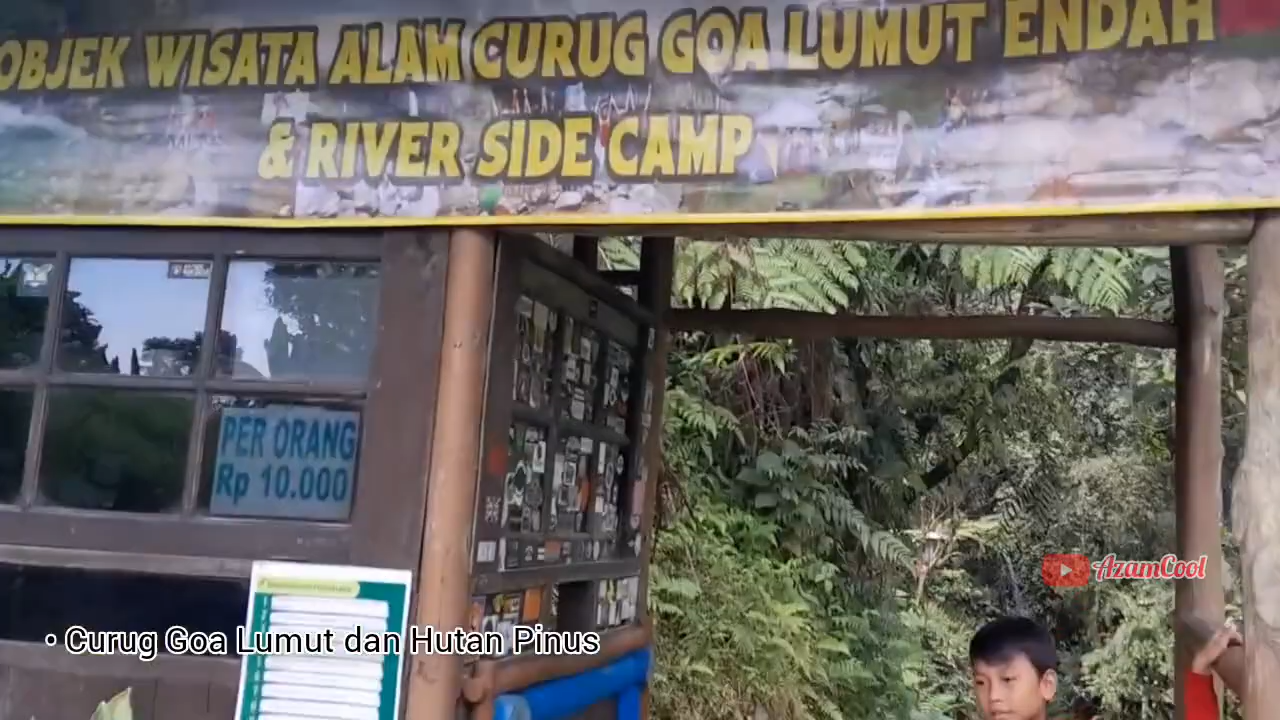 OBJEK WISATA ALAM CURUG GOA LUMUT ENDAH
& RIVER SIDE CAMP
PER ORANG
Rp 10.000
AzamCool
• Curug Goa Lumut dan Hutan Pinus